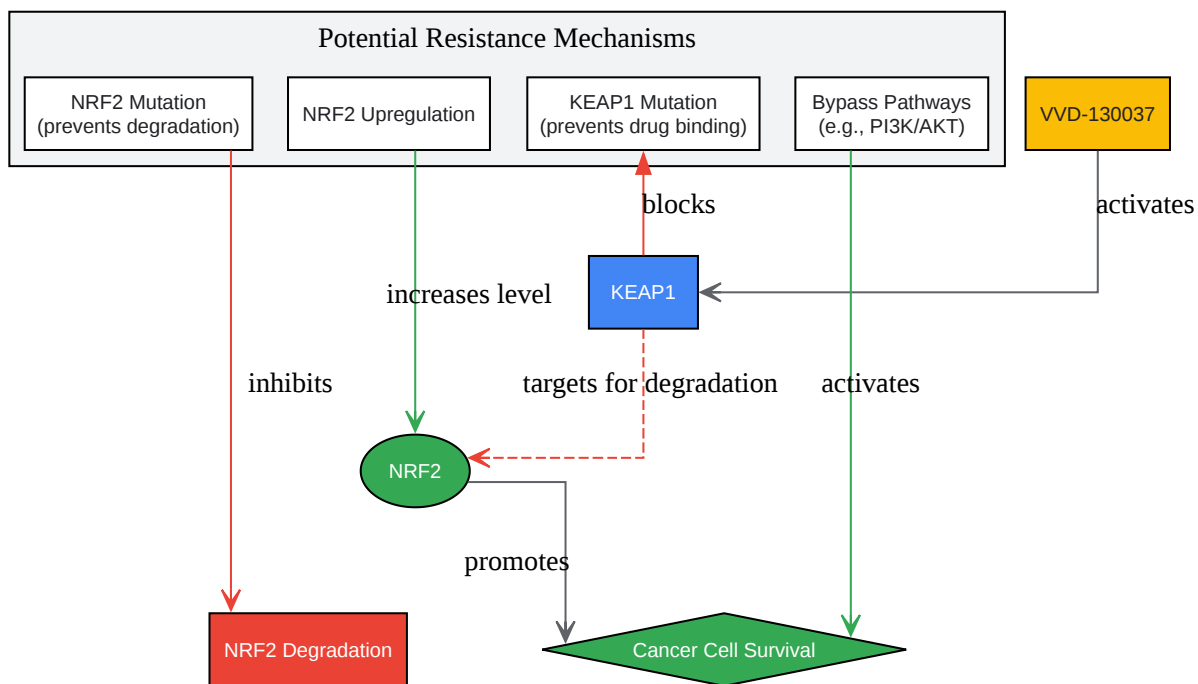 Potential Resistance Mechanisms
NRF2 Mutation
(prevents degradation)
NRF2 Upregulation
KEAP1 Mutation
(prevents drug binding)
Bypass Pathways
(e.g., PI3K/AKT)
VVD-130037
blocks
activates
increases level
KEAP1
inhibits
targets for degradation
activates
NRF2
promotes
NRF2 Degradation
Cancer Cell Survival